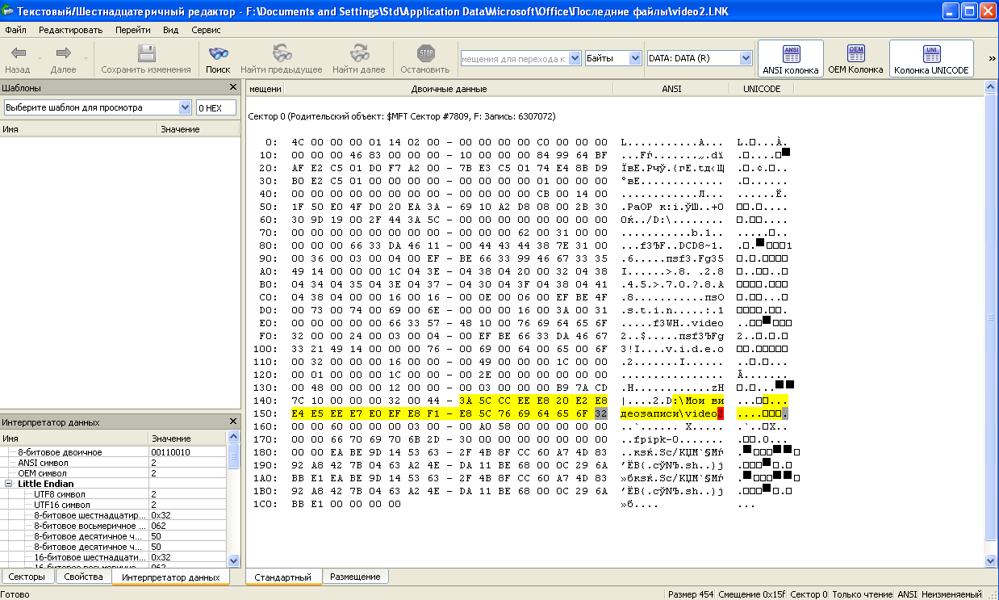 Текстовый/Шестнадцатеричный редактор - F:\Documents and Settings\Std\Application Data\Microsoft\Office\Последние файлы\video2.LNK
Файл Редактировать Перейти Вид Сервис
Назад Далее Сохранить изменения Поиск Найти предыдущее Найти далее Остановить мещения для перехода к Байты DATA: DATA (R) ANSI колонка OEM Колонка Колонка UNICODE »
Шаблоны
Выберите шаблон для просмотра 0 HEX
Имя Значение
мещени Двоичные данные ANSI UNICODE
Сектор 0 (Родительский объект: $MFT Сектор #7809, F: Запись: 6307072)
0: 4C 00 00 00 01 14 02 00 - 00 00 00 00 C0 00 00 00 L...........А...
10: 00 00 00 46 83 00 00 00 - 10 00 00 00 84 99 64 BF
20: AF E2 C5 01 D0 F7 A2 00 - 7B E3 C5 01 74 E4 8B D9
30: B0 E2 C5 01 00 00 00 00 - 00 00 00 00 01 00 00 00 °вЕ.............
40: 00 00 00 00 00 00 00 00 - 00 00 00 00 CB 00 14 00 ............Л...
50: 1F 50 E0 4F D0 20 EA 3A - 69 10 A2 D8 08 00 2B 30
60: 30 9D 19 00 2F 44 3A 5C - 00 00 00 00 00 00 00 00 0ќ../D:\........
70: 00 00 00 00 00 00 00 00 - 00 00 00 62 00 31 00 00 ...........b.1..
80: 00 00 00 66 33 DA 46 11 - 00 44 43 44 38 7E 31 00 ...f3ЪF..DCD8~1.
90: 00 36 00 03 00 04 00 EF - BE 66 33 99 46 67 33 35
A0: 49 14 00 00 00 1C 04 3E - 04 38 04 20 00 32 04 38 I......>.8. .2.8
B0: 04 34 04 35 04 3E 04 37 - 04 30 04 3F 04 38 04 41 .4.5.>.7.0.?.8.A
C0: 04 38 04 00 00 16 00 16 - 00 0E 00 06 00 EF BE 4F .8...........пѕO
D0: 00 73 00 74 00 69 00 6E - 00 00 00 00 16 00 3A 00 31 .s.t.i.n.....:.1
E0: 00 00 00 00 00 66 33 57 - 48 10 00 76 69 64 65 6F .....f3WH..video
F0: 32 00 00 24 00 03 00 04 - 00 EF BE 66 33 DA 46 67 2..$.....пѕf3ЪFg
100: 33 21 49 14 00 00 00 76 - 00 69 00 64 00 65 00 6F 3!I....v.i.d.e.o
110: 00 32 00 00 00 16 00 00 - 00 49 00 00 00 1C 00 00 .2.......I......
120: 00 01 00 00 00 1C 00 00 - 00 2E 00 00 00 00 00 00 ................
130: 00 48 00 00 00 12 00 00 - 00 03 00 00 00 B9 7A CD
140: 7C 10 00 00 00 32 00 44 - 3A 5C CC EE E8 20 E2 E8 |....2.D:\Мои ви
150: E4 E5 EE E7 E0 EF E8 F1 - E8 5C 76 69 64 65 6F 32 деозаписи\video2
160: 00 00 60 00 00 00 03 00 - 00 A0 58 00 00 00 00 00 ..`.......X.....
170: 00 00 66 70 69 70 6B 2D - 30 00 00 00 00 00 00 00 ..fpipk-0.......
180: 00 00 EA BE 9D 14 53 63 - 2F 4B 8F CC 60 A7 4D 83
190: 92 A8 42 7B 04 63 A2 4E - DA 11 BE 68 00 0C 29 6A
1A0: BB E1 EA BE 9D 14 53 63 - 2F 4B 8F CC 60 A7 4D 83
1B0: 92 A8 42 7B 04 63 A2 4E - DA 11 BE 68 00 0C 29 6A
1C0: BB E1 00 00 00 00 »б....
Интерпретатор данных
Имя Значение
8-битовое двоичное 00110010
ANSI символ 2
OEM символ 2
Little Endian
UTF8 символ 2
UTF16 символ 2
8-битовое шестнадцатир... 0x32
8-битовое восьмеричное ... 062
8-битовое десятичное ч... 50
8-битовое десятичное ч... 50
16-битовое шестнадцати... 0x32
Секторы Свойства Интерпретатор данных Стандартный Размещение
Готово Размер 454 Смещение 0x15f Сектор 0 Только чтение ANSI Неизменяемый